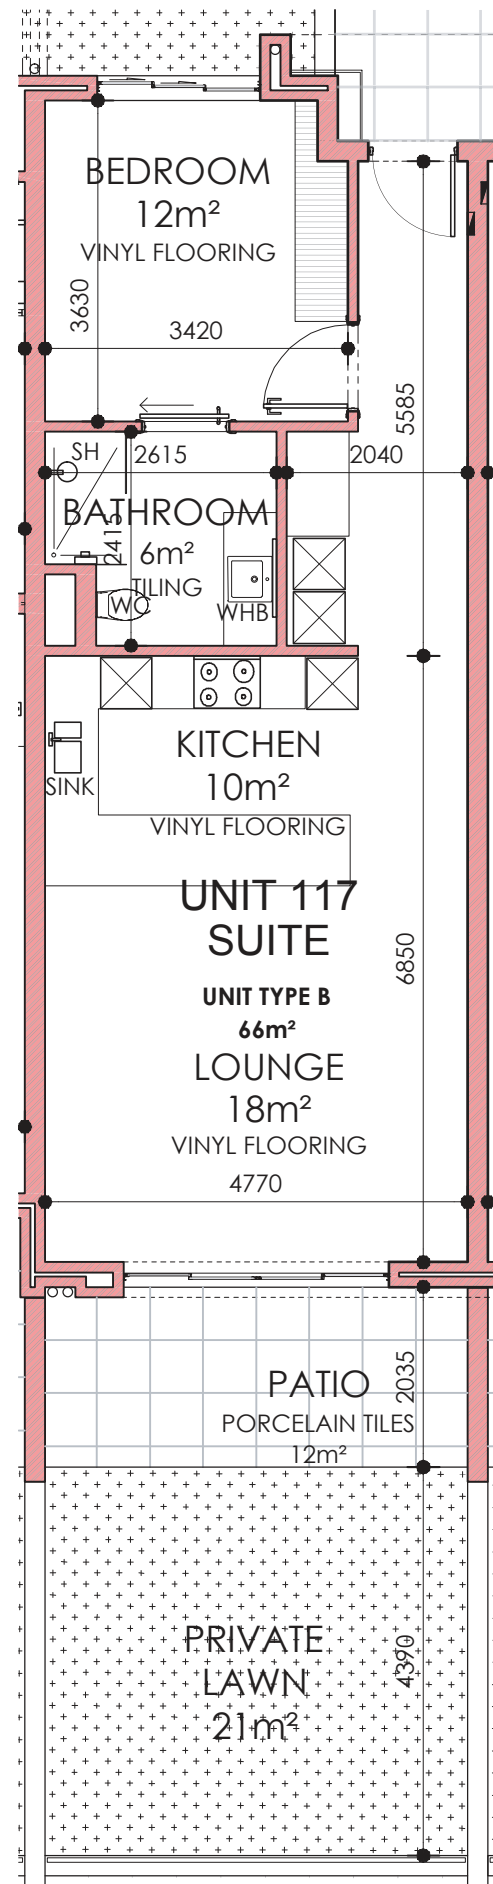 BEDROOM
12m²
VINYL FLOORING
3630
3420
5585
SH
2615
2040
BATHROOM
2415
6m²
TILING
WC
WHB
KITCHEN
10m²
SINK
VINYL FLOORING
UNIT 117
SUITE
6850
UNIT TYPE B
66m²
LOUNGE
18m²
VINYL FLOORING
4770
PATIO
2035
PORCELAIN TILES
12m²
PRIVATE
LAWN
4390
21m²